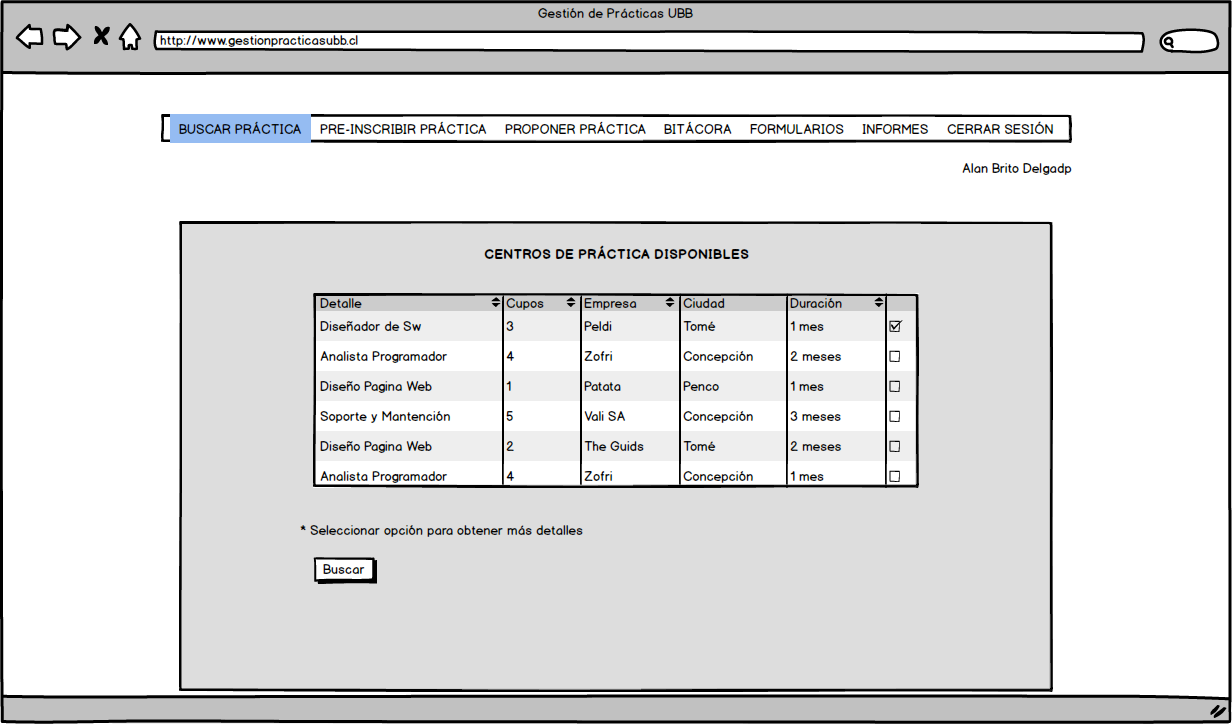 Gestión de Prácticas UBB
http://www.gestionpracticasubb.cl
BUSCAR PRÁCTICA PRE-INSCRIBIR PRÁCTICA PROPONER PRÁCTICA BITÁCORA FORMULARIOS INFORMES CERRAR SESIÓN
Alan Brito Delgadp
CENTROS DE PRÁCTICA DISPONIBLES
Detalle Cupos Empresa Ciudad Duración
Diseñador de Sw 3 Peldi Tomé 1 mes
Analista Programador 4 Zofri Concepción 2 meses
Diseño Pagina Web 1 Patata Penco 1 mes
Soporte y Mantención 5 Vali SA Concepción 3 meses
Diseño Pagina Web 2 The Guids Tomé 2 meses
Analista Programador 4 Zofri Concepción 1 mes
* Seleccionar opción para obtener más detalles
Buscar